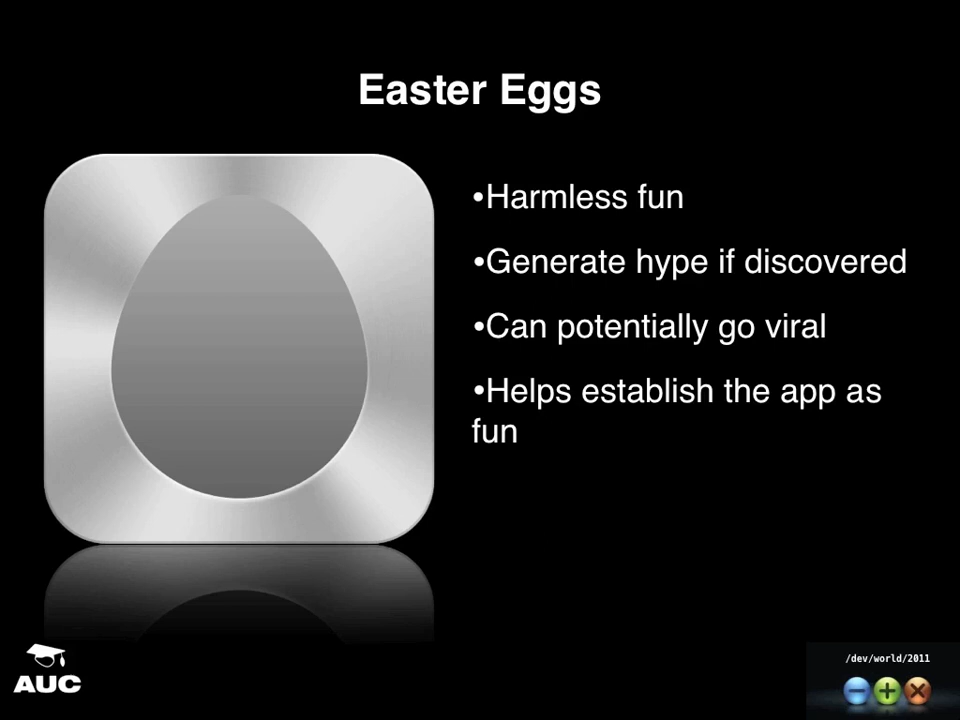 Easter Eggs
•Harmless fun
•Generate hype if discovered
•Can potentially go viral
•Helps establish the app as
fun
AUC
/dev/world/2011